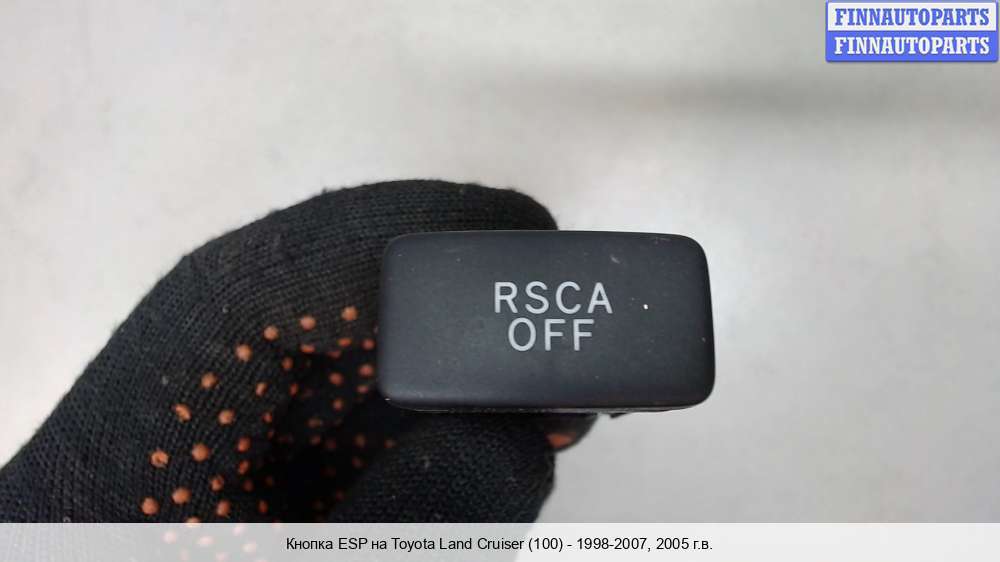 FINNAUTOPARTS
FINNAUTOPARTS
RSCA
OFF
Кнопка ESP на Toyota Land Cruiser (100) - 1998-2007, 2005 г.в.